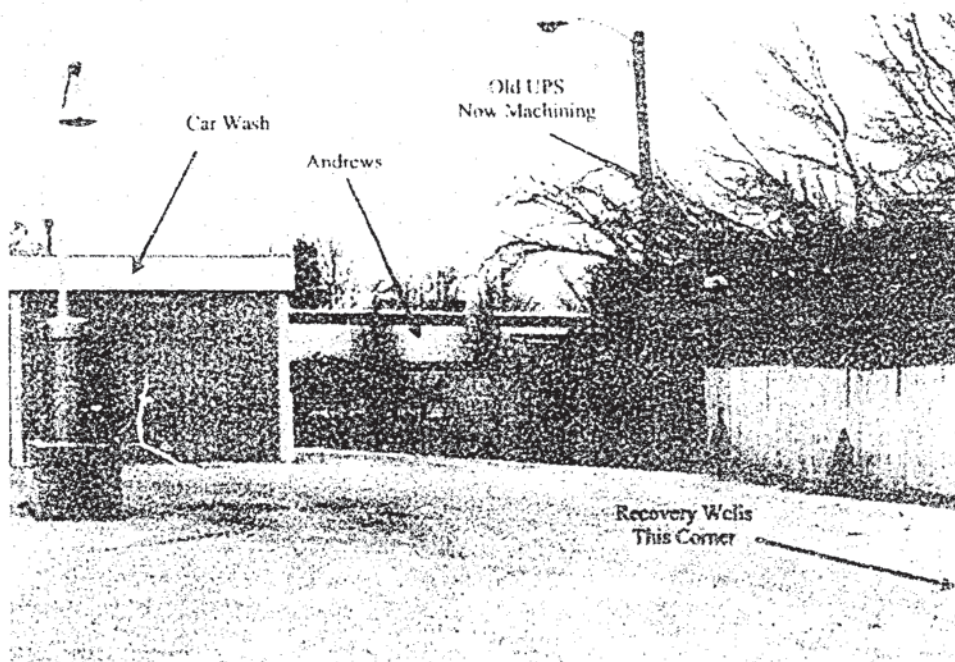 Old UPS
Now Machining
Car Wash
Andrews
Recovery Wells
This Corner